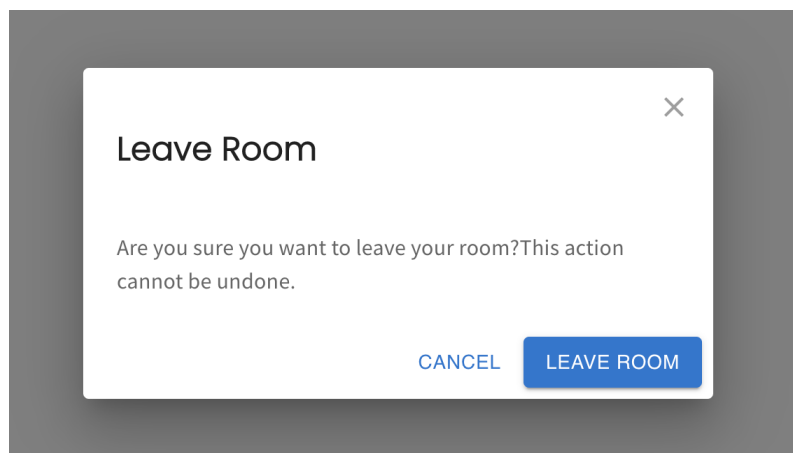 Leave Room
Are you sure you want to leave your room?This action
cannot be undone.
CANCEL LEAVE ROOM